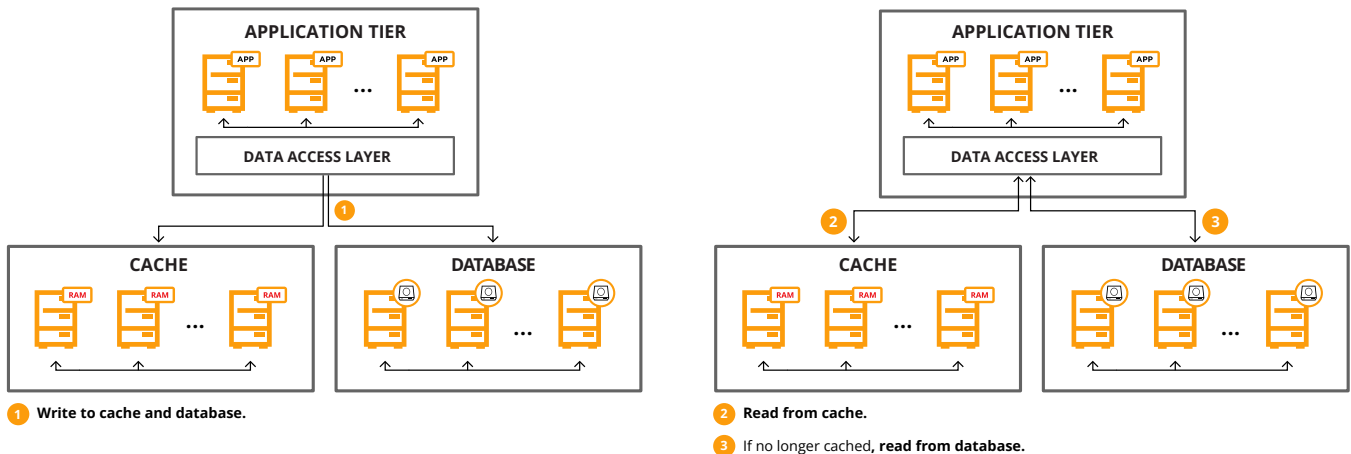 APPLICATION TIER
APP APP ... APP
DATA ACCESS LAYER
1
CACHE
RAM RAM ... RAM
DATABASE
...
1 Write to cache and database.
APPLICATION TIER
APP APP ... APP
DATA ACCESS LAYER
2 3
CACHE
RAM RAM ... RAM
DATABASE
...
2 Read from cache.
3 If no longer cached, read from database.